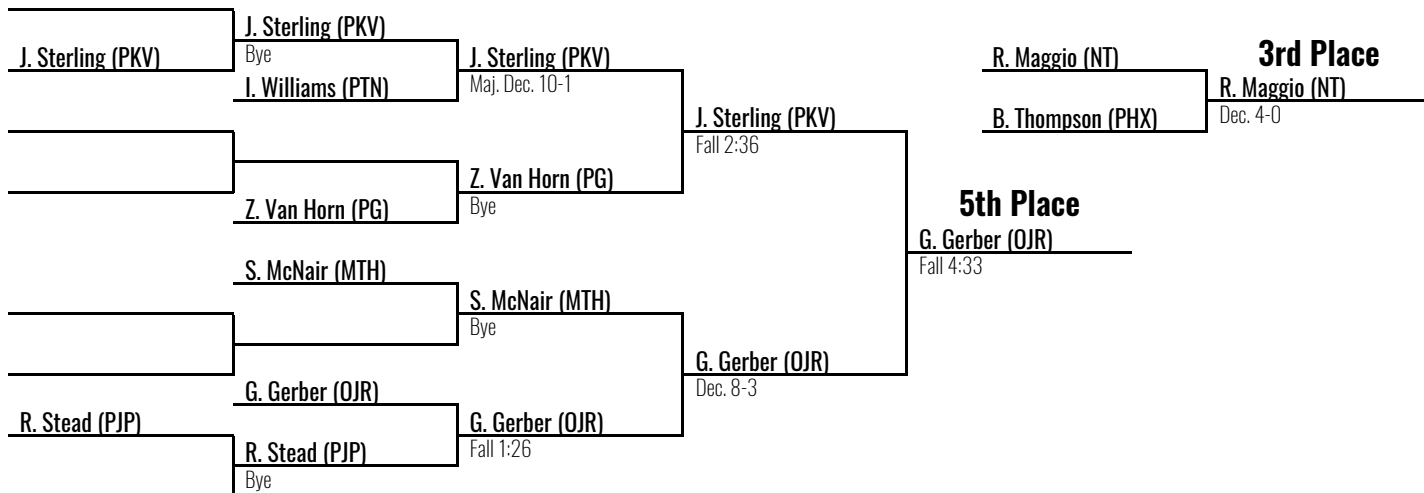 J. Sterling (PKV)
J. Sterling (PKV)
Bye
I. Williams (PTN)
J. Sterling (PKV)
Maj. Dec. 10-1
Z. Van Horn (PG)
Z. Van Horn (PG)
Bye
J. Sterling (PKV)
Fall 2:36
S. McNair (MTH)
S. McNair (MTH)
Bye
R. Stead (PJP)
G. Gerber (OJR)
R. Stead (PJP)
Bye
G. Gerber (OJR)
Fall 1:26
G. Gerber (OJR)
Dec. 8-3
5th Place
G. Gerber (OJR)
Fall 4:33
R. Maggio (NT)
B. Thompson (PHX)
3rd Place
R. Maggio (NT)
Dec. 4-0